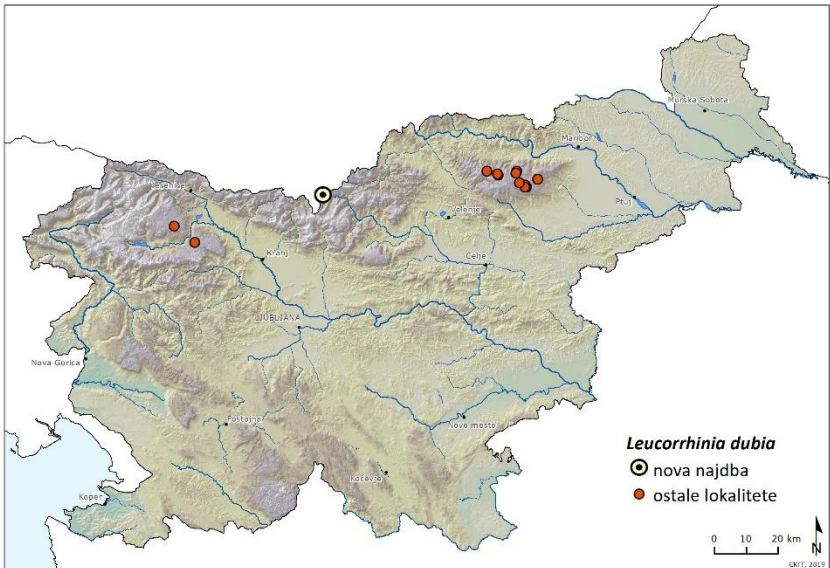 Murska Sobota
Maribor
Jesenice
Ptuj
Velenje
Kranj
Celje
LJUBLJANA
Nova Gorica
Postojna
Novo mesto
Kočevje
Koper
Leucorrhinia dubia
nova najdba
ostale lokalitete
0 10 20 km
N
CKFF, 2019